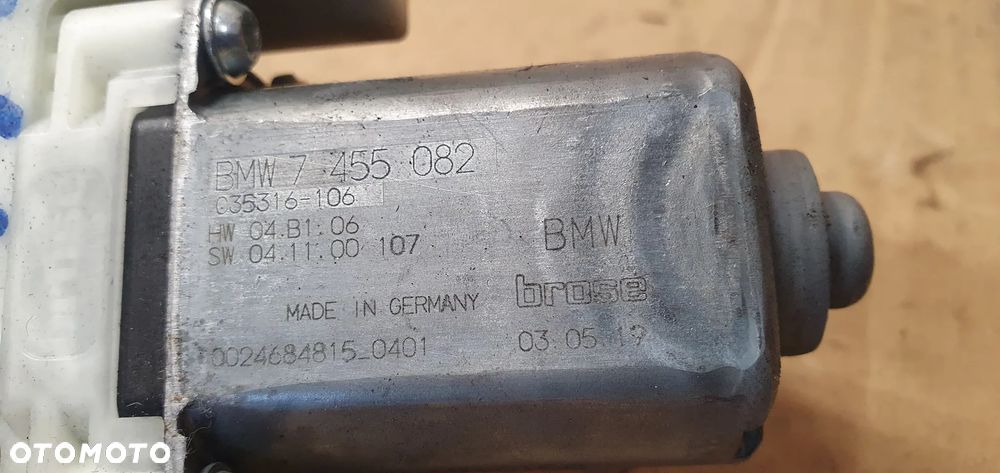 BMW 7 455 082
C35316-106
HW 04.B1.06
SW 04.11.00 107
BMW
MADE IN GERMANY
brose
0024684815_0401
03.05.19
OTOMOTO